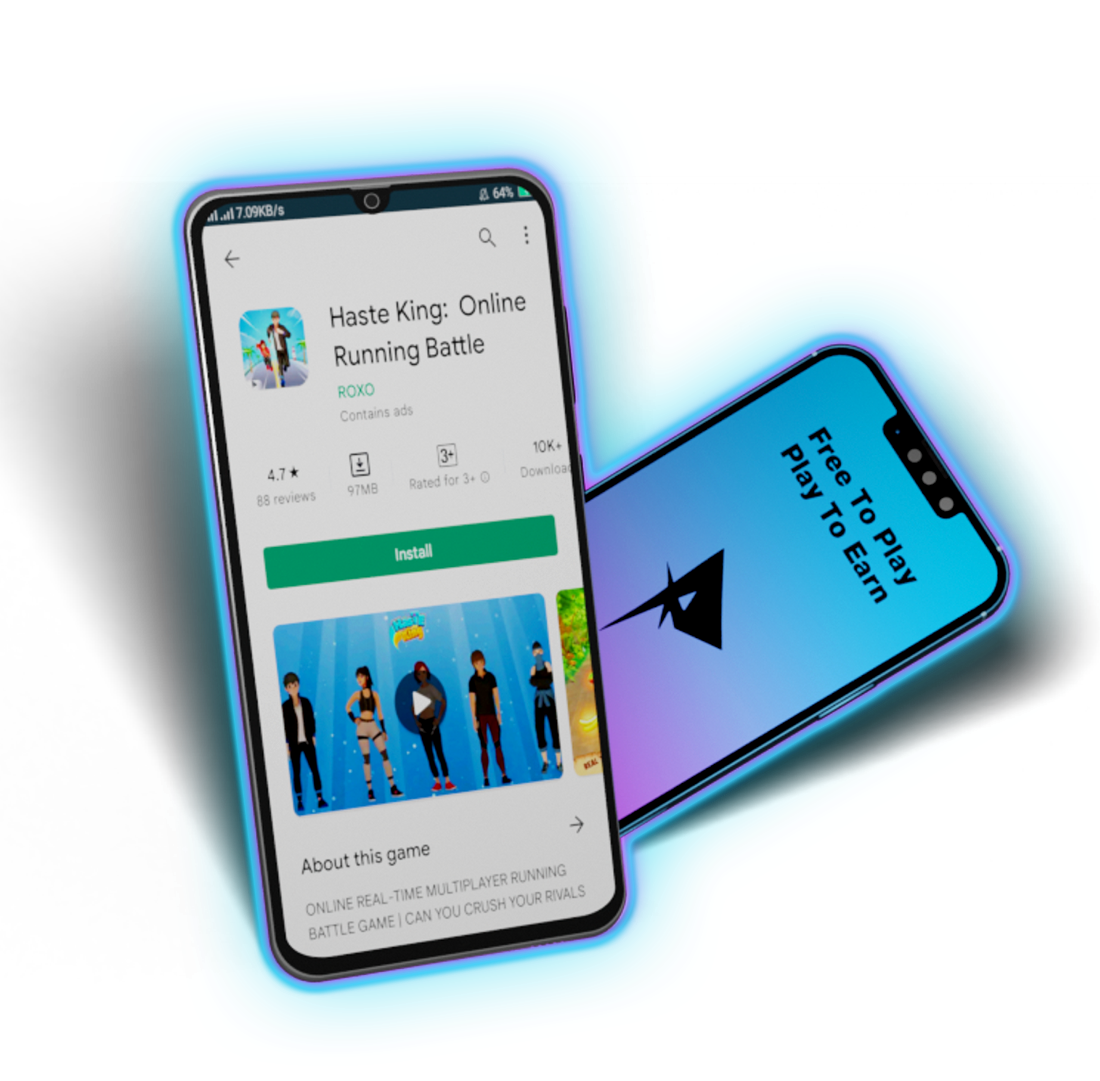 7.09KB/s
64%
Haste King: Online
Running Battle
ROXO
Contains ads
4.7★
88 reviews
97MB
3+
Rated for 3+
10K+
About this game
ONLINE REAL-TIME MULTIPLAYER RUNNING
BATTLE GAME | CAN YOU CRUSH YOUR RIVALS
Install
REAL
Free To Play
Play To Earn